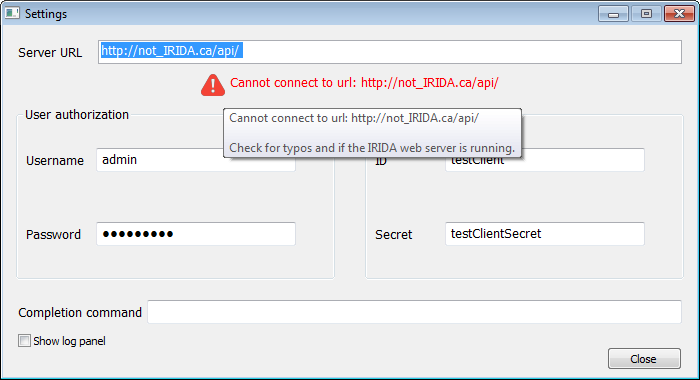 Settings
Server URL
http://not_IRIDA.ca/api/
Cannot connect to url: http://not_IRIDA.ca/api/
User authorization
Cannot connect to url: http://not_IRIDA.ca/api/
Check for typos and if the IRIDA web server is running.
Username
admin
ID
testClient
Password
●●●●●●●●●
Secret
testClientSecret
Completion command
Show log panel
Close